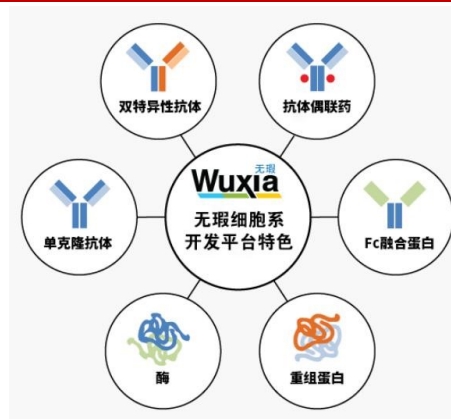 双特异性抗体
抗体偶联药
无瑕
Wuxia
无瑕细胞系
开发平台特色
单克隆抗体
Fc融合蛋白
酶
重组蛋白